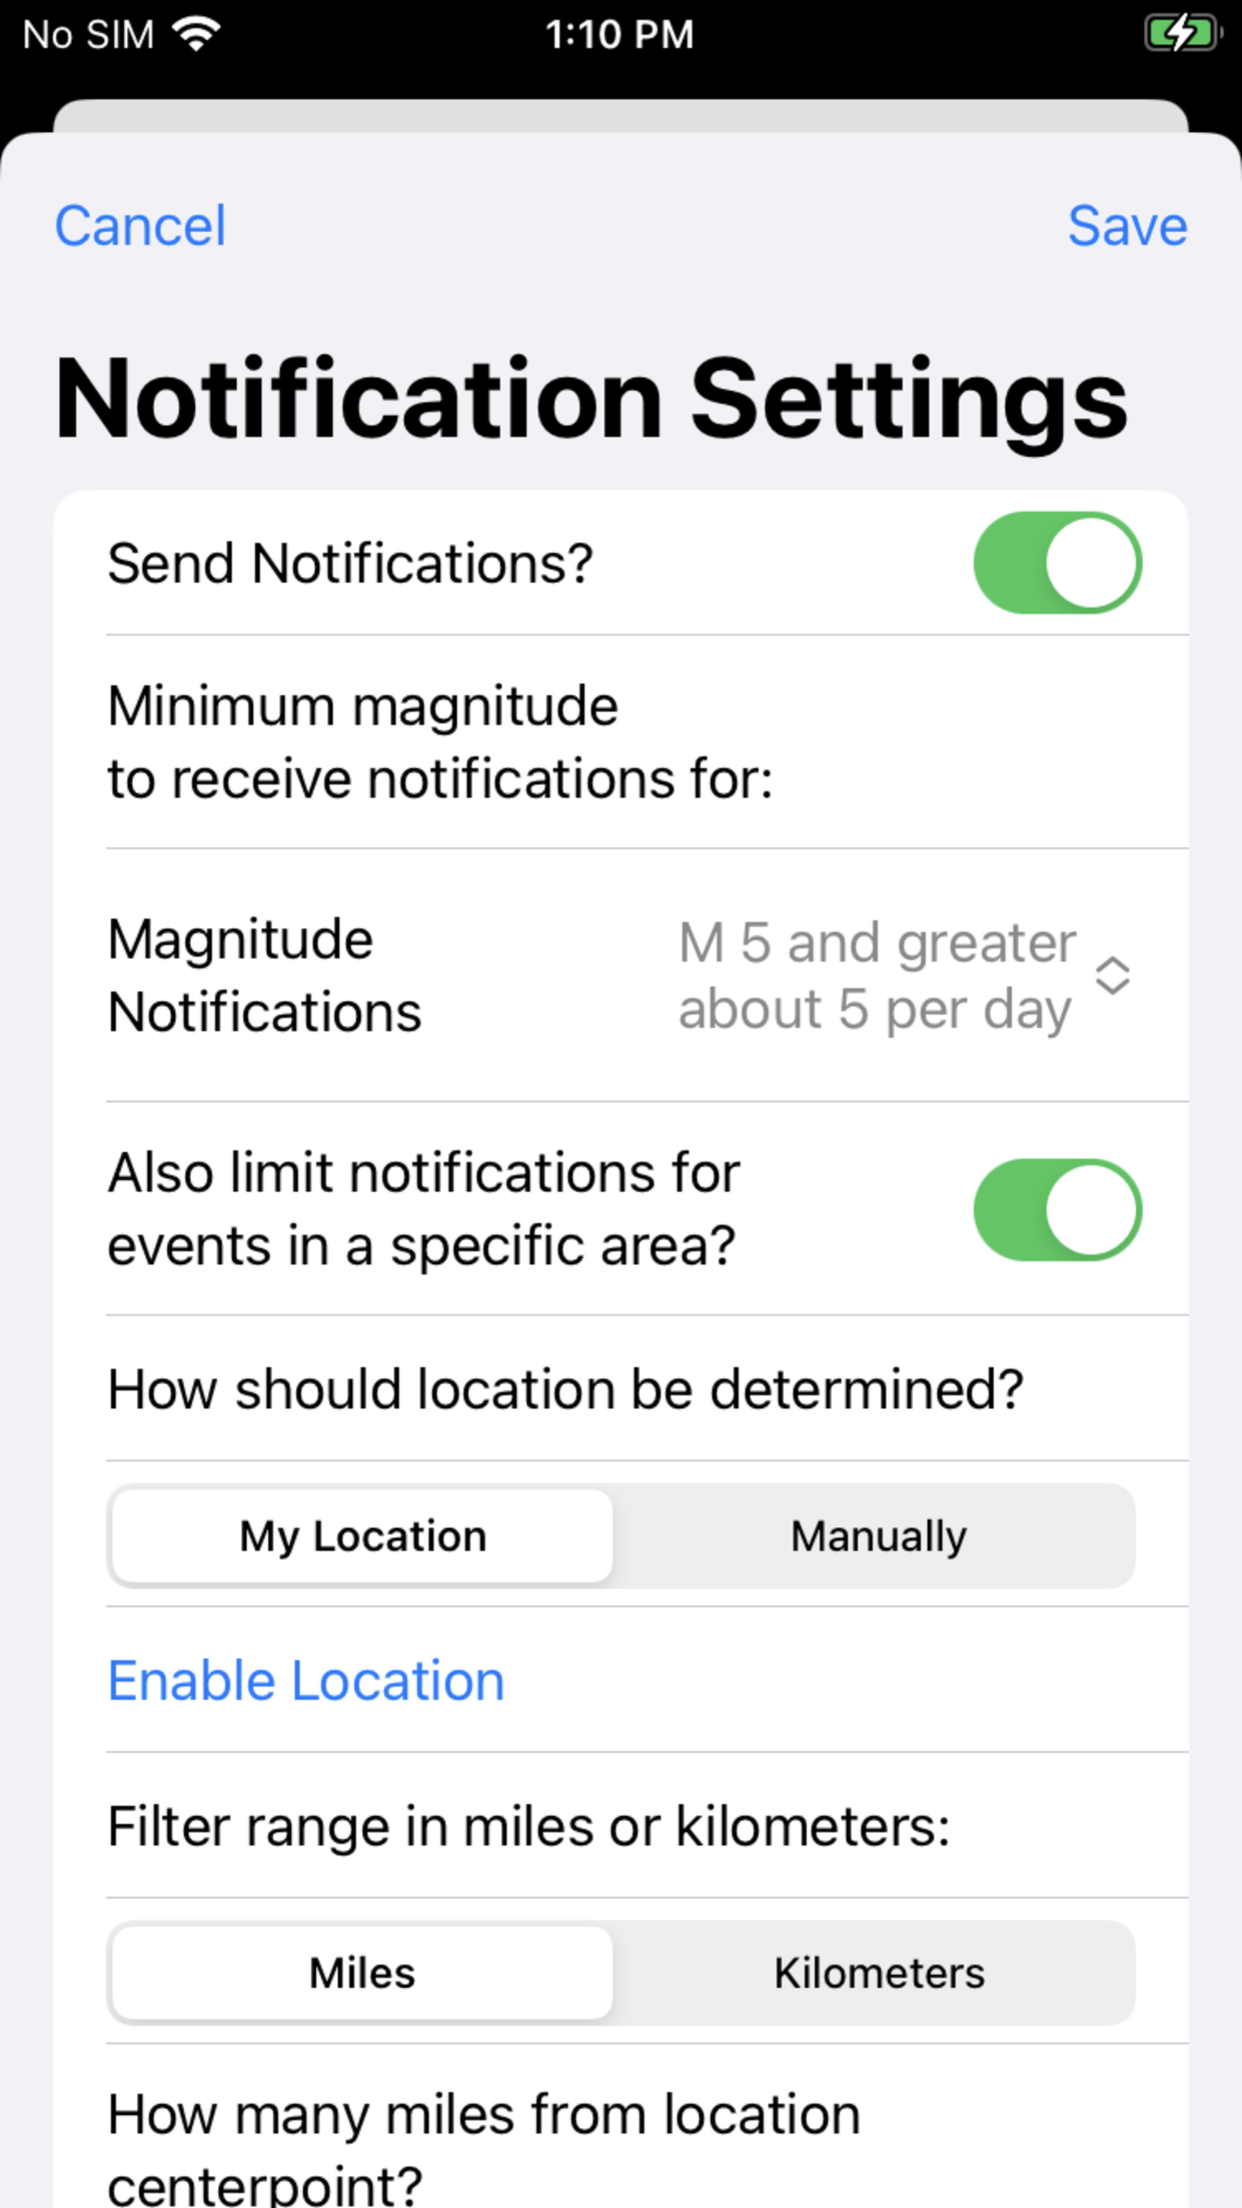 No SIM
1:10 PM
Cancel
Save
Notification Settings
Send Notifications?
Minimum magnitude
to receive notifications for:
Magnitude
Notifications
M 5 and greater
about 5 per day
Also limit notifications for
events in a specific area?
How should location be determined?
My Location
Manually
Enable Location
Filter range in miles or kilometers:
Miles
Kilometers
How many miles from location
centerpoint?